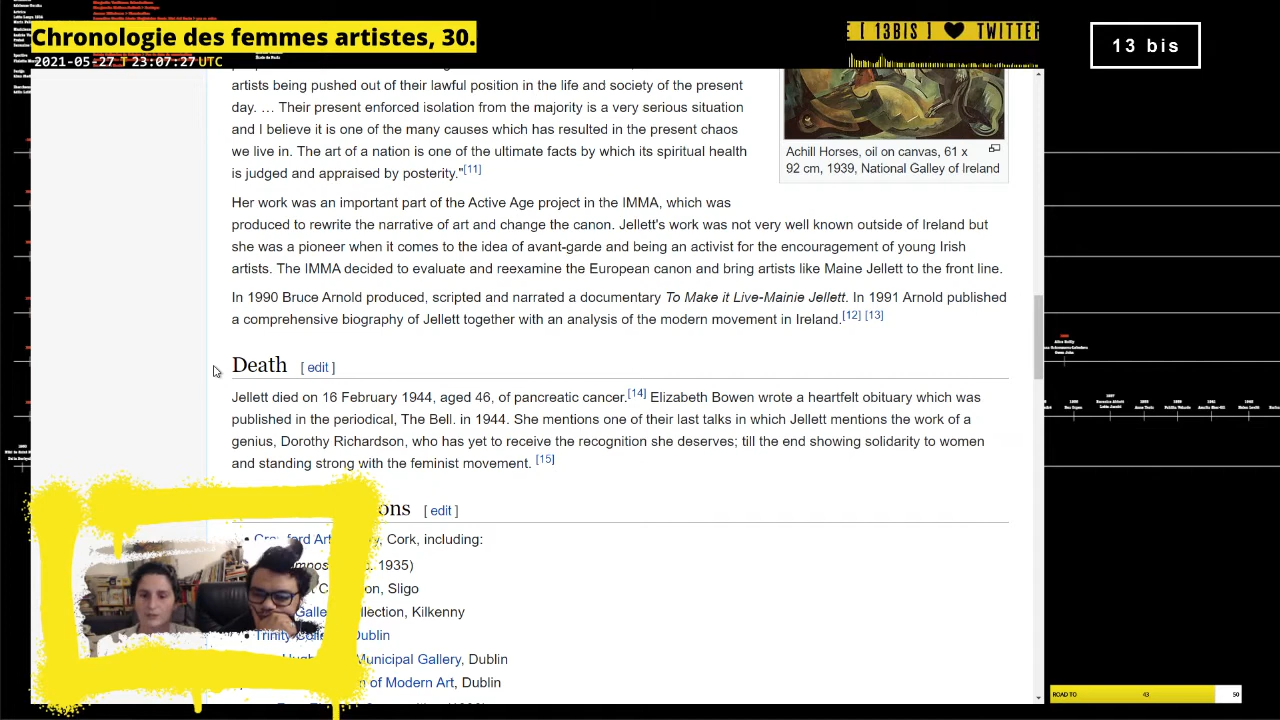 Chronologie des femmes artistes, 30.
2021-05-27 T 23:07:27 UTC
E [ 13BIS ] TWITTER
13 bis
artists being pushed out of their lawful position in the life and society of the present
day. … Their present enforced isolation from the majority is a very serious situation
and I believe it is one of the many causes which has resulted in the present chaos
we live in. The art of a nation is one of the ultimate facts by which its spiritual health
is judged and appraised by posterity."[11]
Achill Horses, oil on canvas, 61 x
92 cm, 1939, National Galley of Ireland
Her work was an important part of the Active Age project in the IMMA, which was
produced to rewrite the narrative of art and change the canon. Jellett's work was not very well known outside of Ireland but
she was a pioneer when it comes to the idea of avant-garde and being an activist for the encouragement of young Irish
artists. The IMMA decided to evaluate and reexamine the European canon and bring artists like Maine Jellett to the front line.
In 1990 Bruce Arnold produced, scripted and narrated a documentary To Make it Live-Mainie Jellett. In 1991 Arnold published
a comprehensive biography of Jellett together with an analysis of the modern movement in Ireland.[12] [13]
Death [ edit ]
Jellett died on 16 February 1944, aged 46, of pancreatic cancer.[14] Elizabeth Bowen wrote a heartfelt obituary which was
published in the periodical, The Bell. in 1944. She mentions one of their last talks in which Jellett mentions the work of a
genius, Dorothy Richardson, who has yet to receive the recognition she deserves; till the end showing solidarity to women
and standing strong with the feminist movement. [15]
ons [ edit ]
Art , Cork, including:
. 1935)
on, Sligo
Galle llection, Kilkenny
Trinity Dublin
Municipal Gallery, Dublin
of Modern Art, Dublin
ROAD TO 43 50